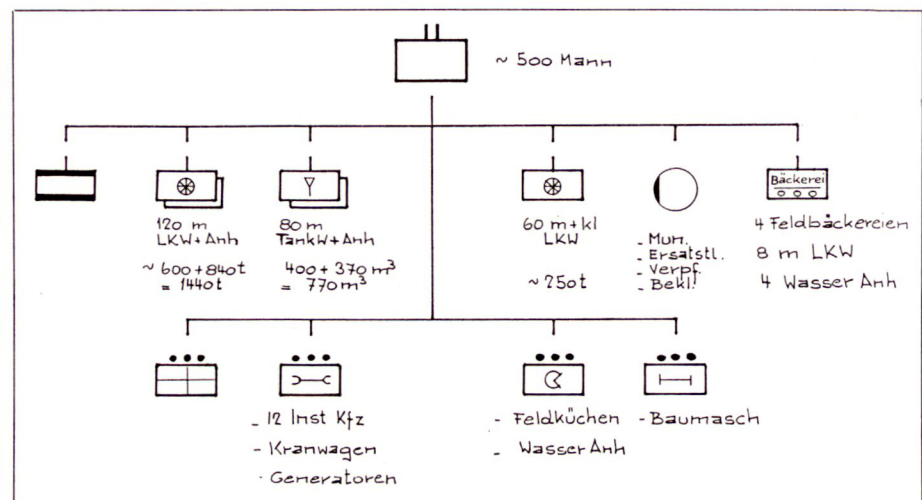 ~ 500 Mann
120 m
LKW + Anh
~ 600 + 840 t
= 1440 t
80 m
TankW + Anh
400 + 370 m³
= 770 m³
60 m + kl
LKW
~ 250 t
- Mun.
- Ersatstl.
- Verpf.
- Bekl.
Bäckerei
4 Feldbäckereien
8 m LKW
4 Wasser Anh
- 12 Inst Kfz
- Kranwagen
- Generatoren
- Feldküchen
- Wasser Anh
- Baumasch